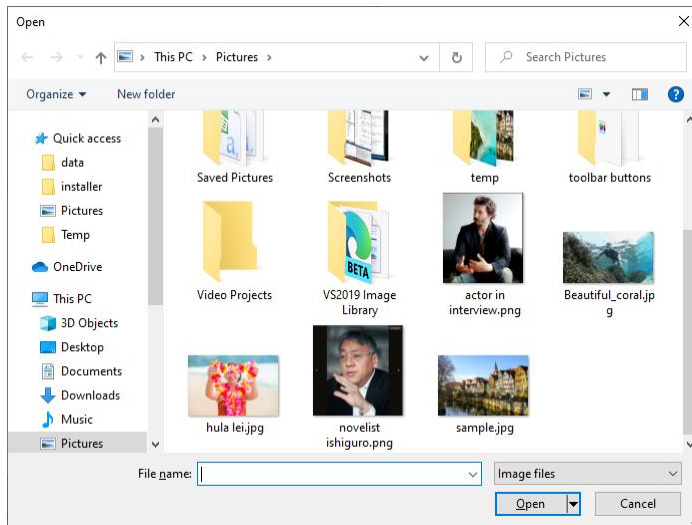 Open
This PC > Pictures >
Search Pictures
Organize
New folder
?
Quick access
data
installer
Pictures
Temp
OneDrive
This PC
3D Objects
Desktop
Documents
Downloads
Music
Pictures
Saved Pictures
Screenshots
temp
toolbar buttons
BETA
Video Projects
VS2019 Image
Library
actor in
interview.png
Beautiful_coral.jp
g
hula lei.jpg
novelist
ishiguro.png
sample.jpg
File name:
Image files
Open
Cancel